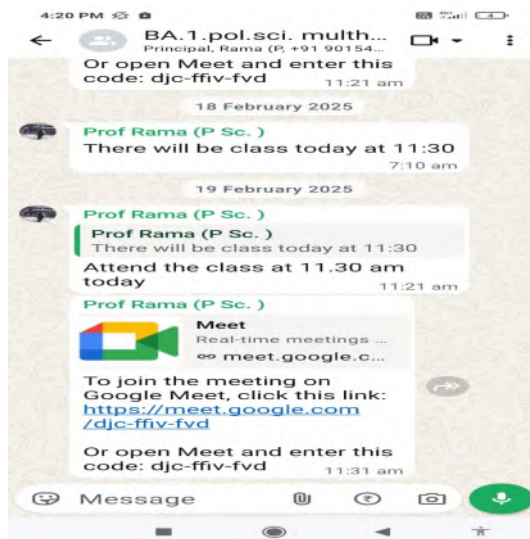 4:20 PM
BA.1.pol.sci. multh...
Principal, Rama (P, +91 90154...
Or open Meet and enter this
code: djc-ffiv-fvd
11:21 am
18 February 2025
Prof Rama (P Sc. )
There will be class today at 11:30
7:10 am
19 February 2025
Prof Rama (P Sc. )
Prof Rama (P Sc. )
There will be class today at 11:30
Attend the class at 11.30 am
today
11:21 am
Prof Rama (P Sc. )
Meet
Real-time meetings ...
meet.google.c...
To join the meeting on
Google Meet, click this link:
https://meet.google.com
/djc-ffiv-fvd
Or open Meet and enter this
code: djc-ffiv-fvd
11:31 am
Message